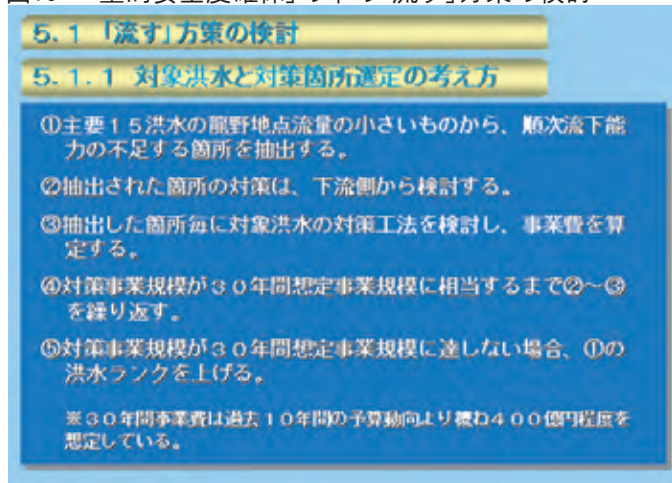 5.1 「流す」方策の検討
5.1.1 対象洪水と対策箇所選定の考え方
①主要15洪水の龍野地点流量の小さいものから、順次流下能
力の不足する箇所を抽出する。
②抽出された箇所の対策は、下流側から検討する。
③抽出した箇所毎に対象洪水の対策工法を検討し、事業費を算
定する。
④対策事業規模が30年間想定事業規模に相当するまで②~③
を繰り返す。
⑤対策事業規模が30年間想定事業規模に達しない場合、①の
洪水ランクを上げる。
※30年間事業費は過去10年間の予算動向より概ね400億円程度を
想定している。